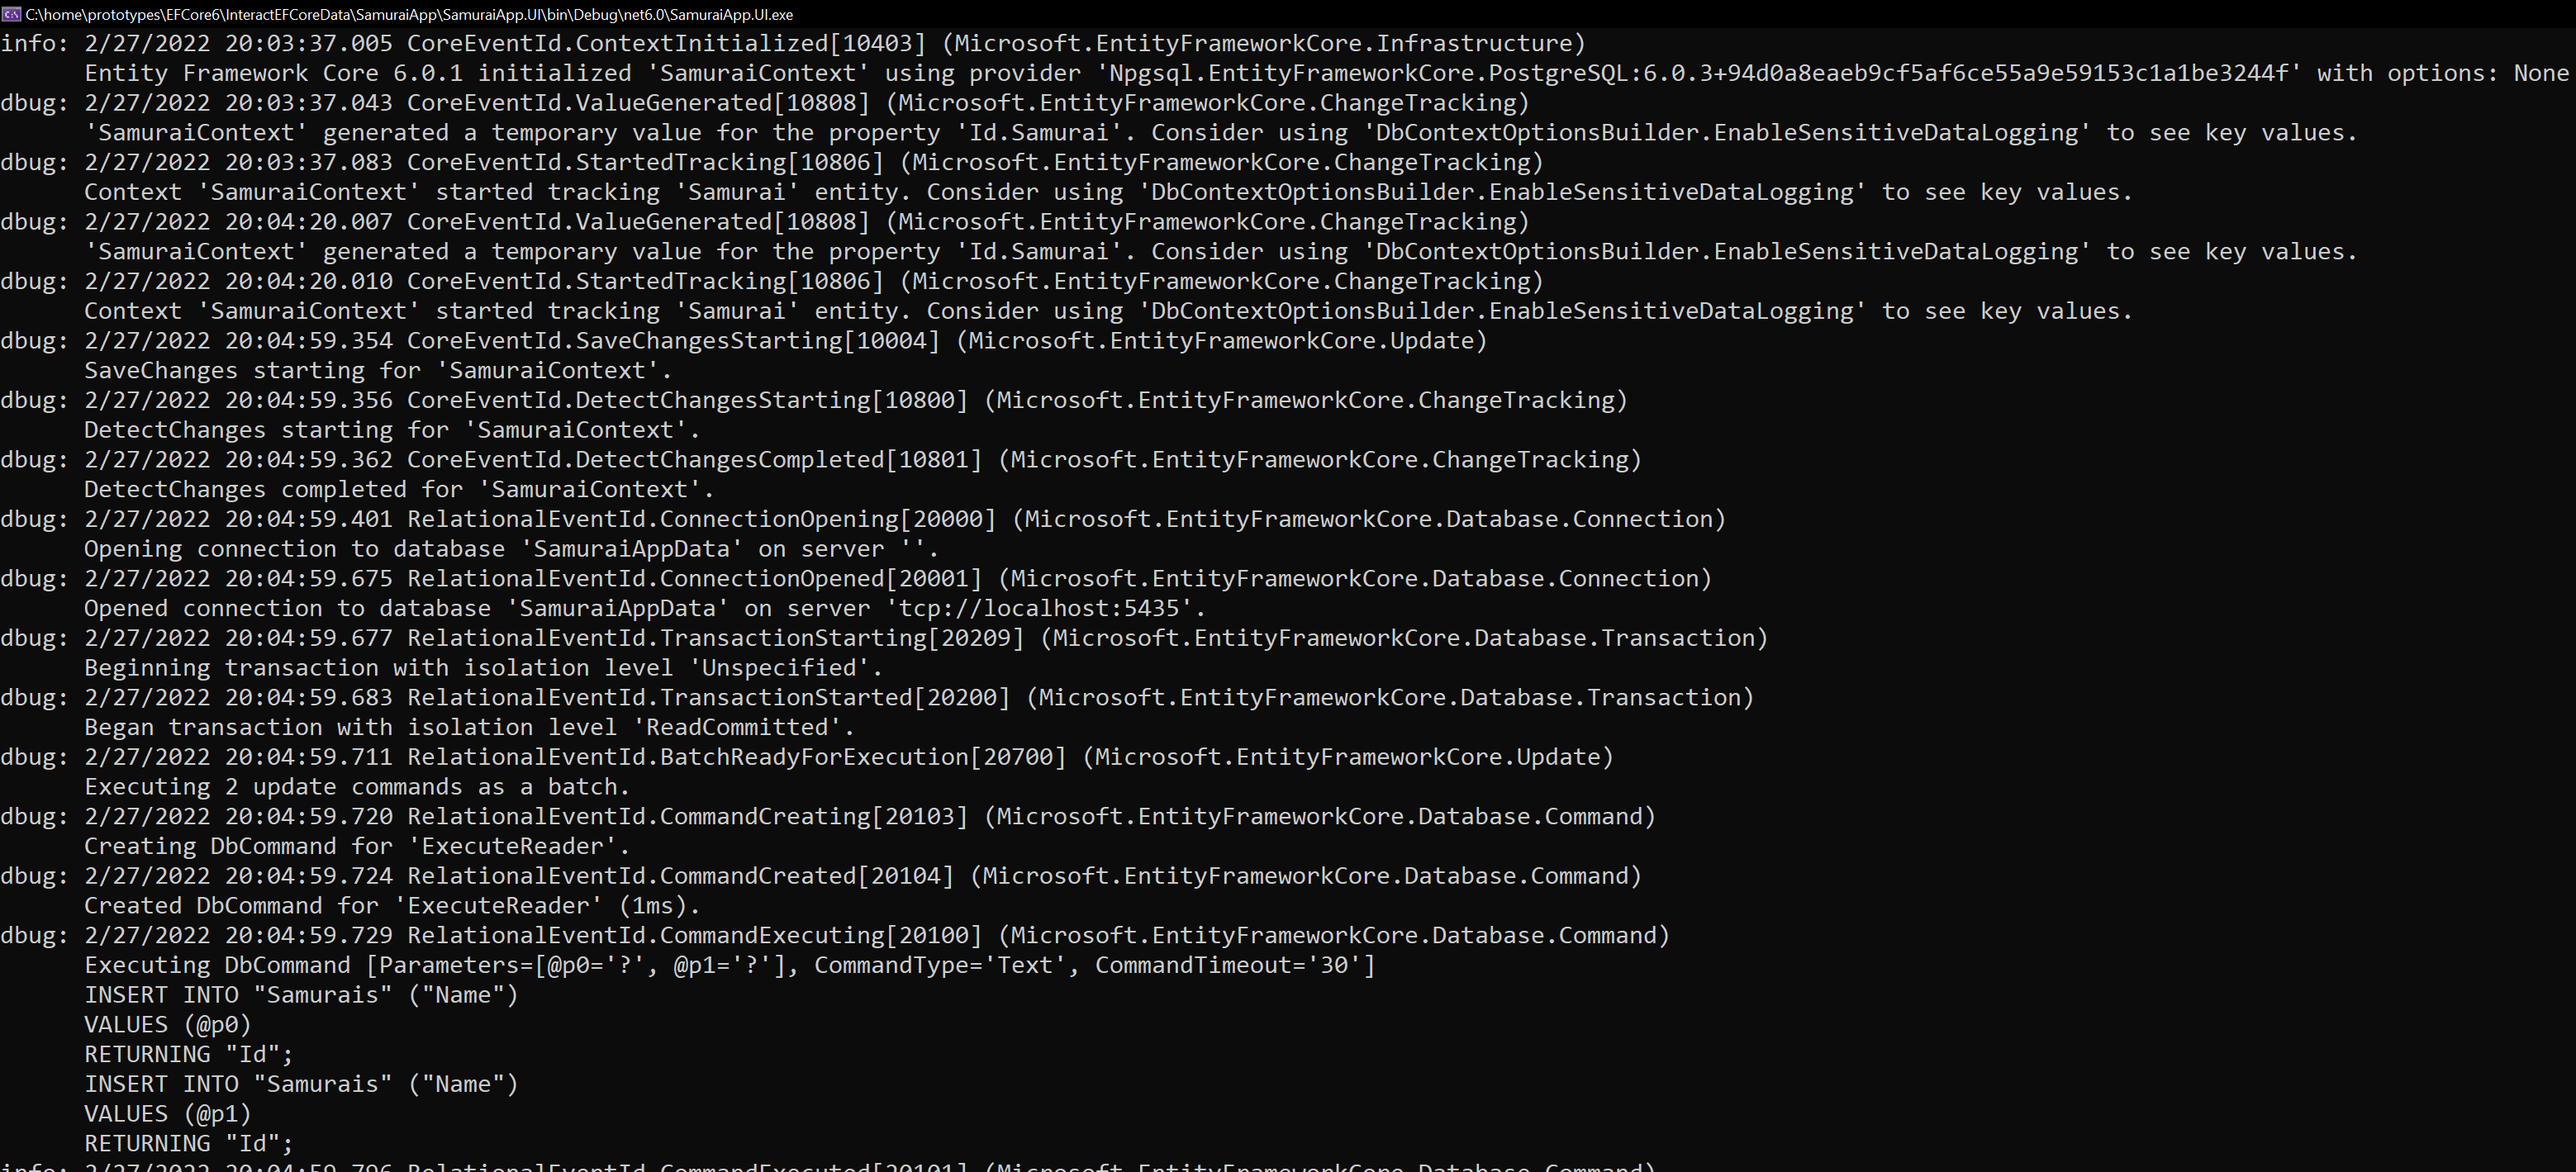 C:\home\prototypes\EFCore6\InteractEFCoreData\SamuraiApp\SamuraiApp.UI\bin\Debug\net6.0\SamuraiApp.UI.exe
info: 2/27/2022 20:03:37.005 CoreEventId.ContextInitialized[10403] (Microsoft.EntityFrameworkCore.Infrastructure)
Entity Framework Core 6.0.1 initialized 'SamuraiContext' using provider 'Npgsql.EntityFrameworkCore.PostgreSQL:6.0.3+94d0a8eaeb9cf5af6ce55a9e59153c1a1be3244f' with options: None
dbug: 2/27/2022 20:03:37.043 CoreEventId.ValueGenerated[10808] (Microsoft.EntityFrameworkCore.ChangeTracking)
'SamuraiContext' generated a temporary value for the property 'Id.Samurai'. Consider using 'DbContextOptionsBuilder.EnableSensitiveDataLogging' to see key values.
dbug: 2/27/2022 20:03:37.083 CoreEventId.StartedTracking[10806] (Microsoft.EntityFrameworkCore.ChangeTracking)
Context 'SamuraiContext' started tracking 'Samurai' entity. Consider using 'DbContextOptionsBuilder.EnableSensitiveDataLogging' to see key values.
dbug: 2/27/2022 20:04:20.007 CoreEventId.ValueGenerated[10808] (Microsoft.EntityFrameworkCore.ChangeTracking)
'SamuraiContext' generated a temporary value for the property 'Id.Samurai'. Consider using 'DbContextOptionsBuilder.EnableSensitiveDataLogging' to see key values.
dbug: 2/27/2022 20:04:20.010 CoreEventId.StartedTracking[10806] (Microsoft.EntityFrameworkCore.ChangeTracking)
Context 'SamuraiContext' started tracking 'Samurai' entity. Consider using 'DbContextOptionsBuilder.EnableSensitiveDataLogging' to see key values.
dbug: 2/27/2022 20:04:59.354 CoreEventId.SaveChangesStarting[10004] (Microsoft.EntityFrameworkCore.Update)
SaveChanges starting for 'SamuraiContext'.
dbug: 2/27/2022 20:04:59.356 CoreEventId.DetectChangesStarting[10800] (Microsoft.EntityFrameworkCore.ChangeTracking)
DetectChanges starting for 'SamuraiContext'.
dbug: 2/27/2022 20:04:59.362 CoreEventId.DetectChangesCompleted[10801] (Microsoft.EntityFrameworkCore.ChangeTracking)
DetectChanges completed for 'SamuraiContext'.
dbug: 2/27/2022 20:04:59.401 RelationalEventId.ConnectionOpening[20000] (Microsoft.EntityFrameworkCore.Database.Connection)
Opening connection to database 'SamuraiAppData' on server ''.
dbug: 2/27/2022 20:04:59.675 RelationalEventId.ConnectionOpened[20001] (Microsoft.EntityFrameworkCore.Database.Connection)
Opened connection to database 'SamuraiAppData' on server 'tcp://localhost:5435'.
dbug: 2/27/2022 20:04:59.677 RelationalEventId.TransactionStarting[20209] (Microsoft.EntityFrameworkCore.Database.Transaction)
Beginning transaction with isolation level 'Unspecified'.
dbug: 2/27/2022 20:04:59.683 RelationalEventId.TransactionStarted[20200] (Microsoft.EntityFrameworkCore.Database.Transaction)
Began transaction with isolation level 'ReadCommitted'.
dbug: 2/27/2022 20:04:59.711 RelationalEventId.BatchReadyForExecution[20700] (Microsoft.EntityFrameworkCore.Update)
Executing 2 update commands as a batch.
dbug: 2/27/2022 20:04:59.720 RelationalEventId.CommandCreating[20103] (Microsoft.EntityFrameworkCore.Database.Command)
Creating DbCommand for 'ExecuteReader'.
dbug: 2/27/2022 20:04:59.724 RelationalEventId.CommandCreated[20104] (Microsoft.EntityFrameworkCore.Database.Command)
Created DbCommand for 'ExecuteReader' (1ms).
dbug: 2/27/2022 20:04:59.729 RelationalEventId.CommandExecuting[20100] (Microsoft.EntityFrameworkCore.Database.Command)
Executing DbCommand [Parameters=[@p0='?', @p1='?'], CommandType='Text', CommandTimeout='30']
INSERT INTO "Samurais" ("Name")
VALUES (@p0)
RETURNING "Id";
INSERT INTO "Samurais" ("Name")
VALUES (@p1)
RETURNING "Id";
info: 2/27/2022 20:04:59.796 RelationalEventId.CommandExecuted[20101] (Microsoft.EntityFrameworkCore.Database.Command)